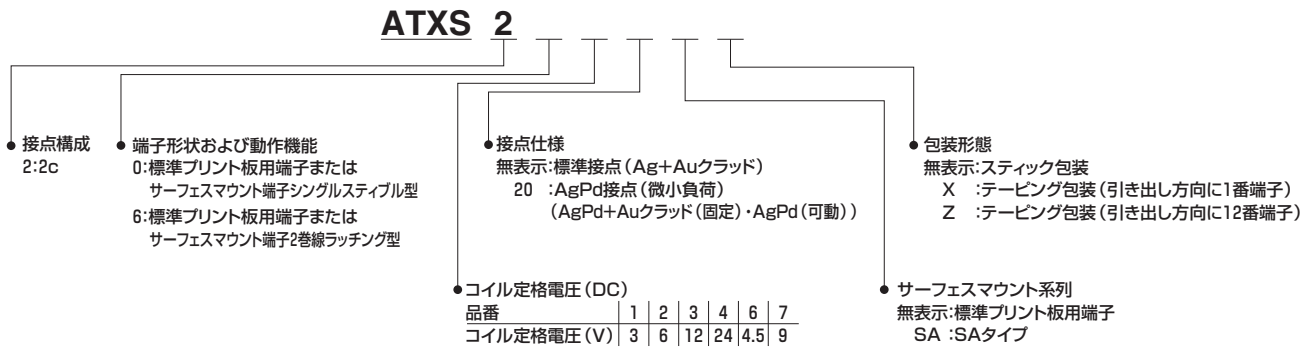 ATXS 2
● 接点構成
2:2c
● 端子形状および動作機能
0:標準プリント板用端子または
サーフェスマウント端子シングルステイブル型
6:標準プリント板用端子または
サーフェスマウント端子2巻線ラッチング型
● 接点仕様
無表示:標準接点(Ag+Auクラッド)
20 :AgPd接点(微小負荷)
(AgPd+Auクラッド(固定)・AgPd(可動))
● 包装形態
無表示:スティック包装
X :テーピング包装(引き出し方向に1番端子)
Z :テーピング包装(引き出し方向に12番端子)
● コイル定格電圧(DC)
品番 1 2 3 4 6 7
コイル定格電圧(V) 3 6 12 24 4.5 9
● サーフェスマウント系列
無表示:標準プリント板用端子
SA :SAタイプ